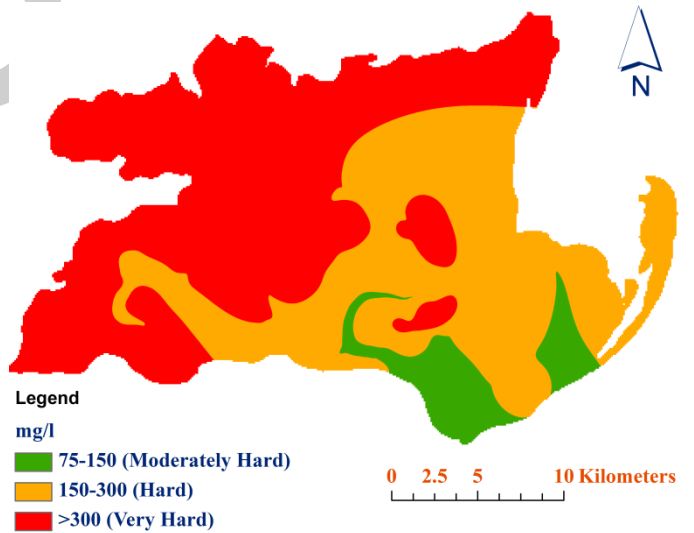 N
Legend
mg/l
75-150 (Moderately Hard)
150-300 (Hard)
>300 (Very Hard)
0 2.5 5 10 Kilometers